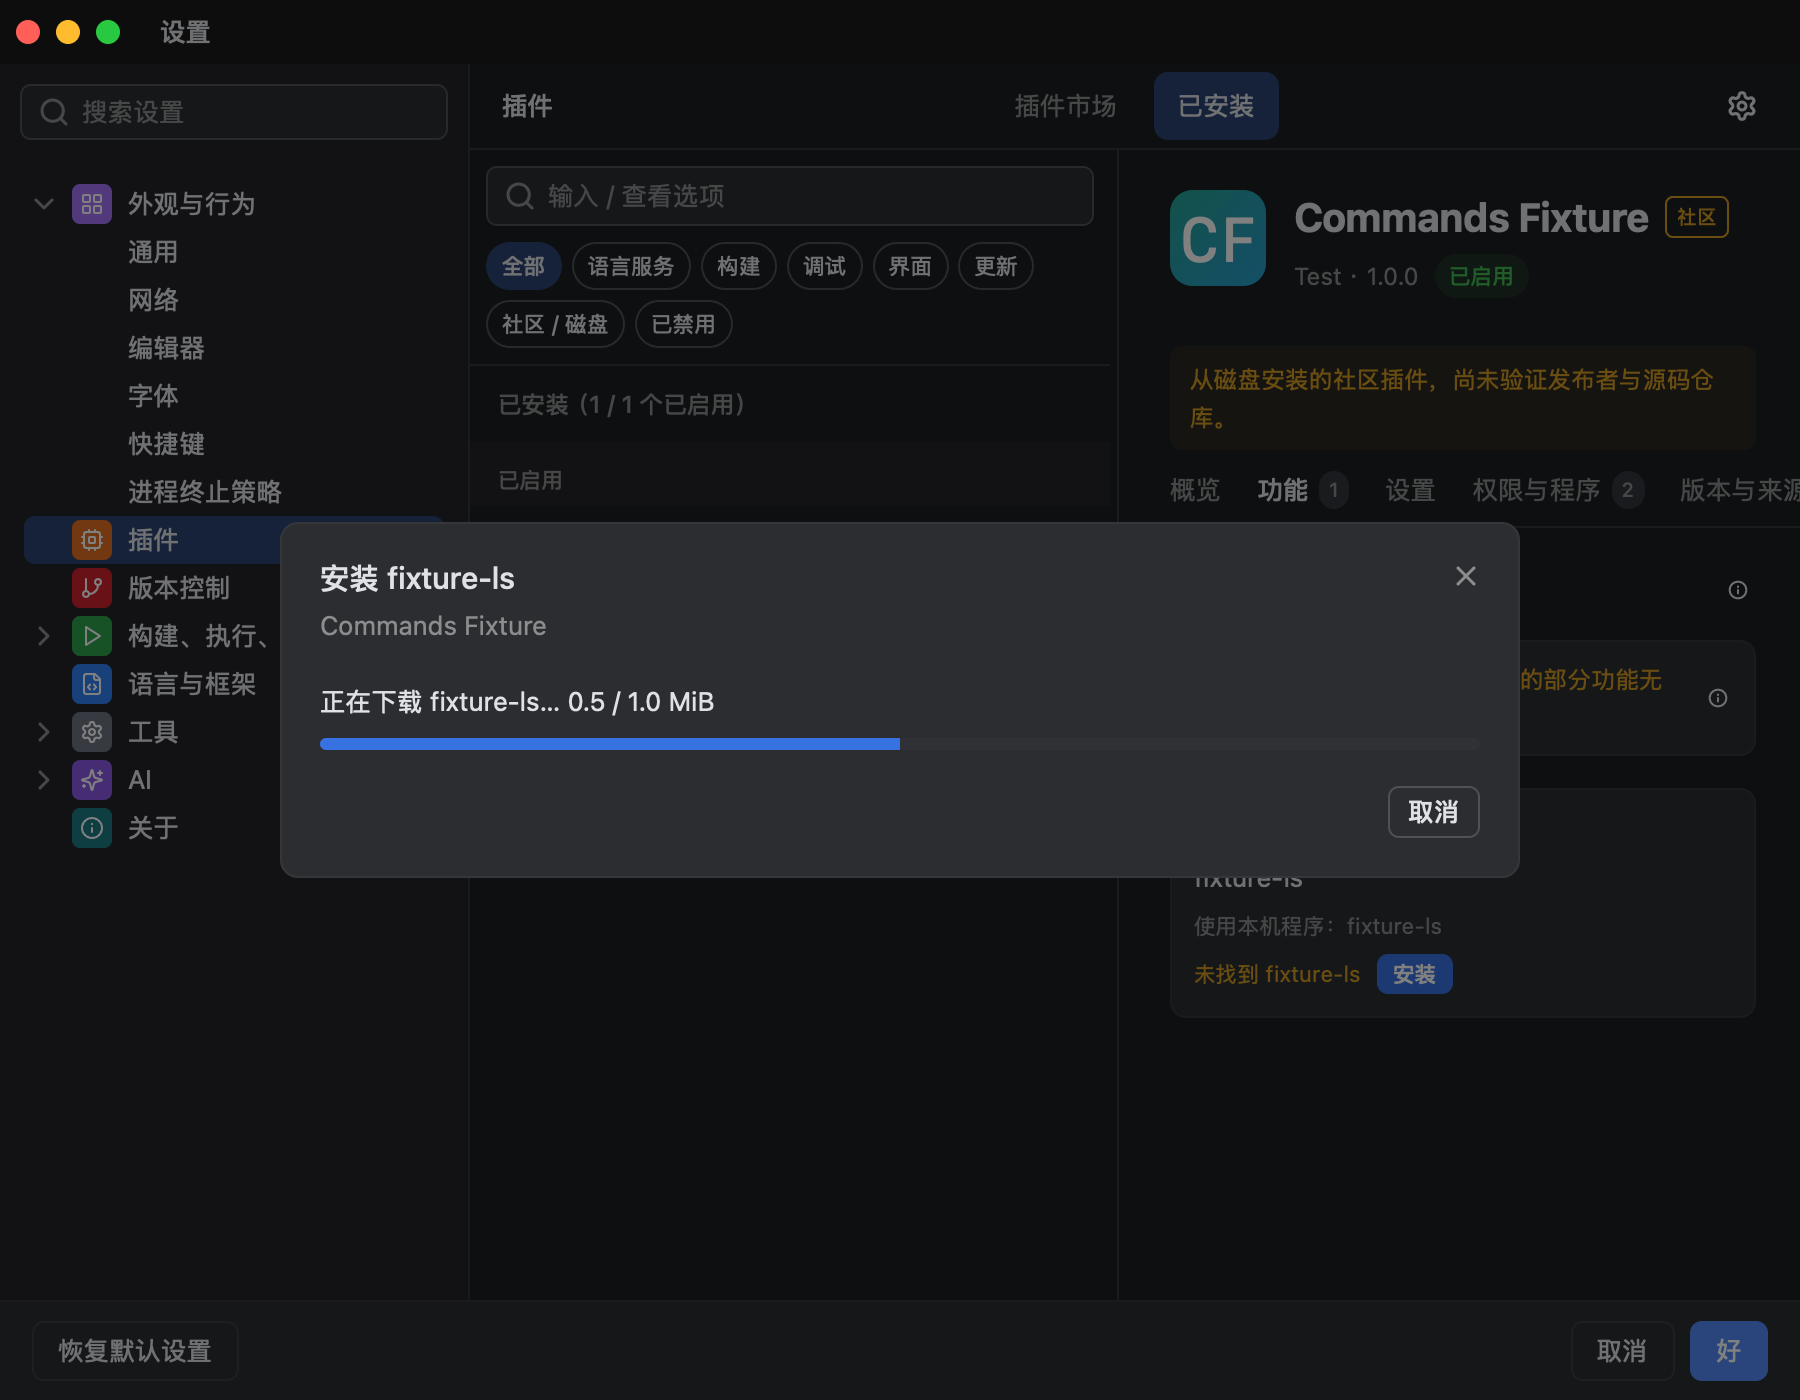 设置
搜索设置
外观与行为
通用
网络
编辑器
字体
快捷键
进程终止策略
插件
版本控制
构建、执行、
语言与框架
工具
AI
关于
插件
插件市场
已安装
输入 / 查看选项
全部 语言服务 构建 调试 界面 更新
社区 / 磁盘 已禁用
已安装（1 / 1 个已启用）
已启用
CF
Commands Fixture 社区
Test · 1.0.0 已启用
从磁盘安装的社区插件，尚未验证发布者与源码仓
库。
概览 功能 1 设置 权限与程序 2 版本与来源
的部分功能无
安装 fixture-ls
Commands Fixture
正在下载 fixture-ls... 0.5 / 1.0 MiB
取消
fixture-ls
使用本机程序：fixture-ls
未找到 fixture-ls 安装
恢复默认设置
取消
好